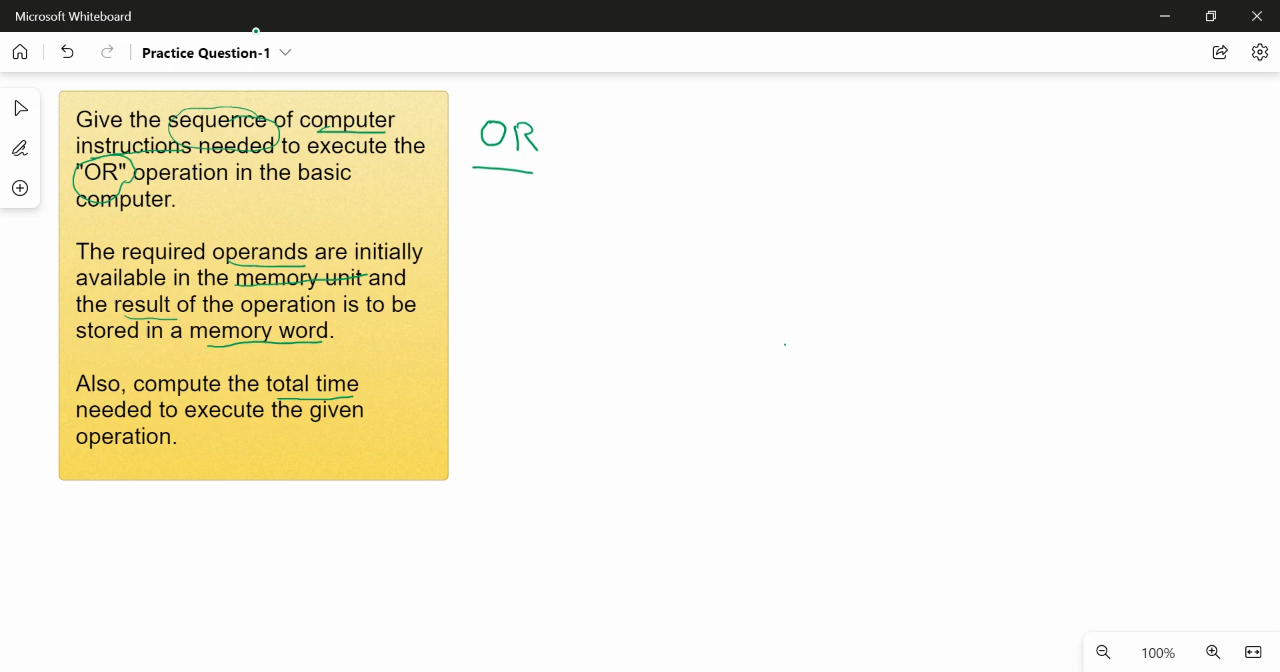 Microsoft Whiteboard
Practice Question-1
Give the sequence of computer
instructions needed to execute the
"OR" operation in the basic
computer.
The required operands are initially
available in the memory unit and
the result of the operation is to be
stored in a memory word.
Also, compute the total time
needed to execute the given
operation.
OR
100%